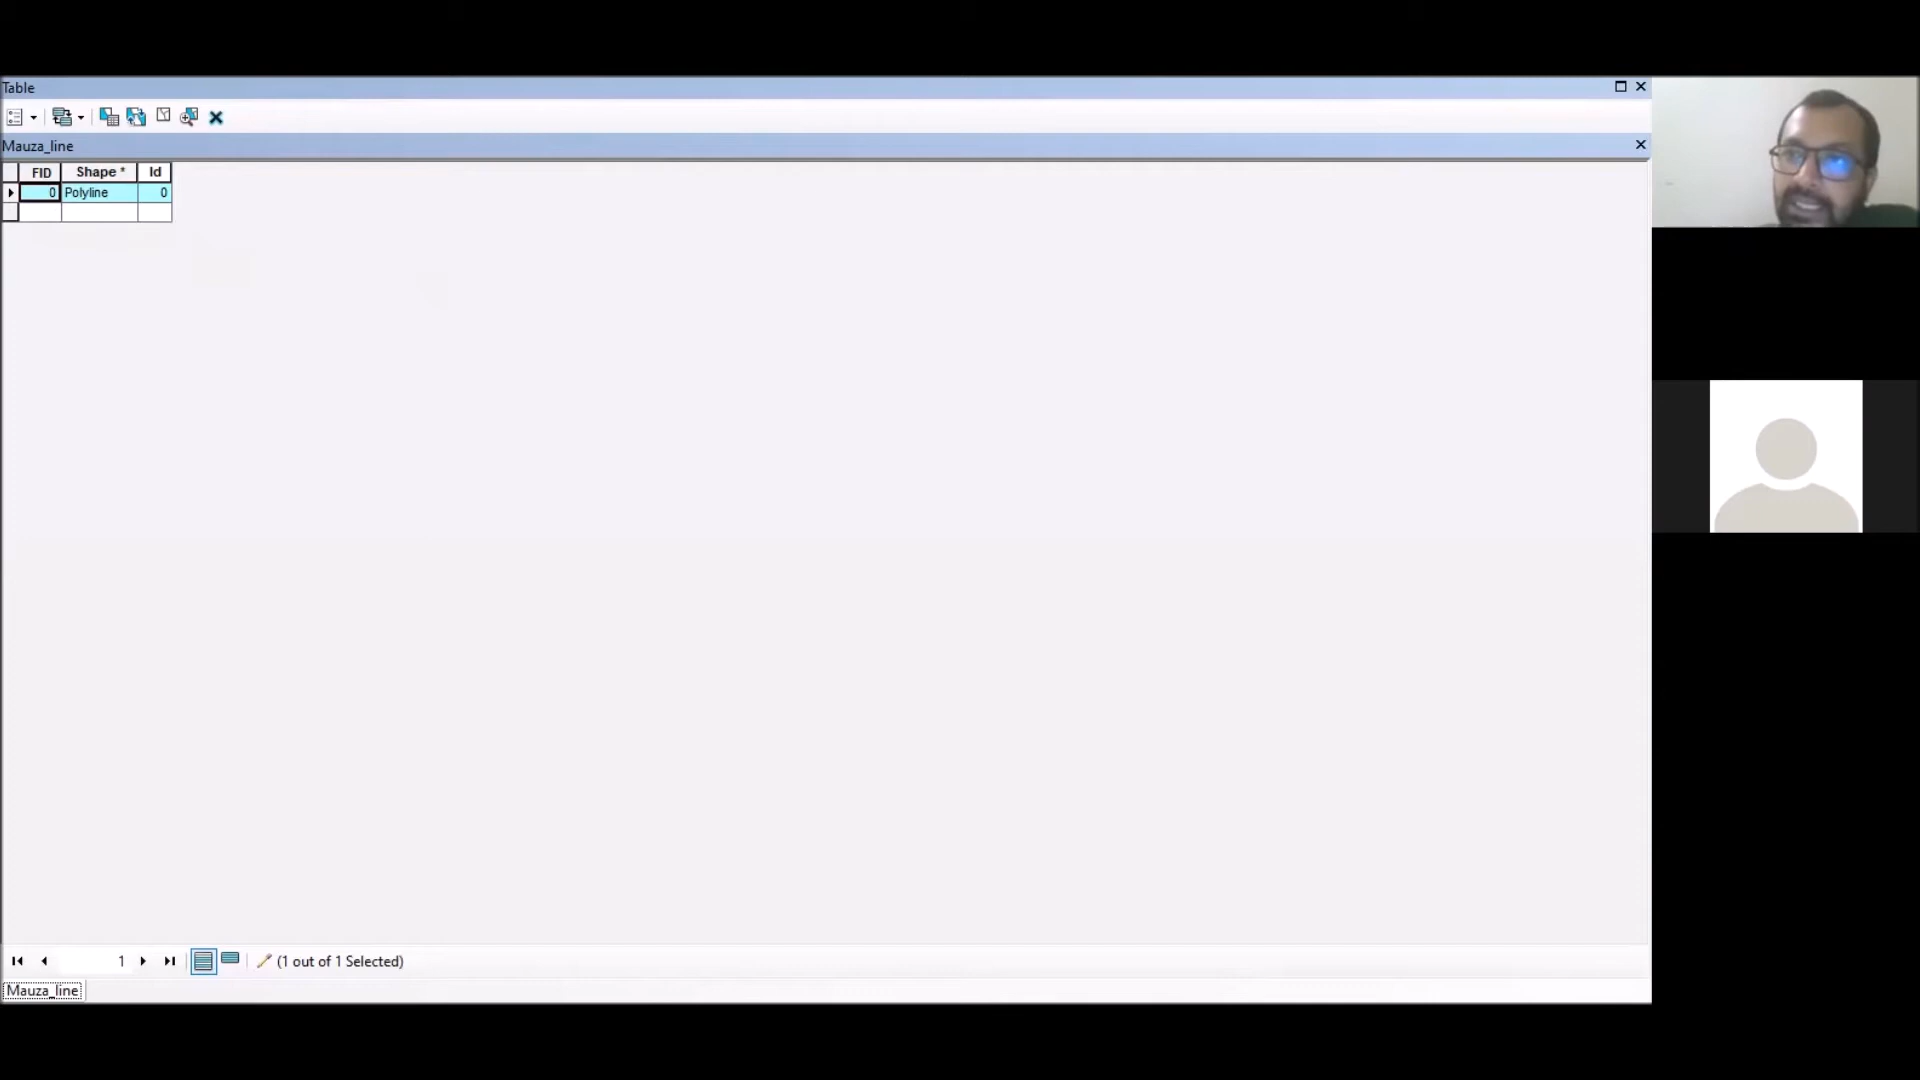 Table
Mauza_line
FID Shape * Id
0 Polyline 0
1 (1 out of 1 Selected)
Mauza_line